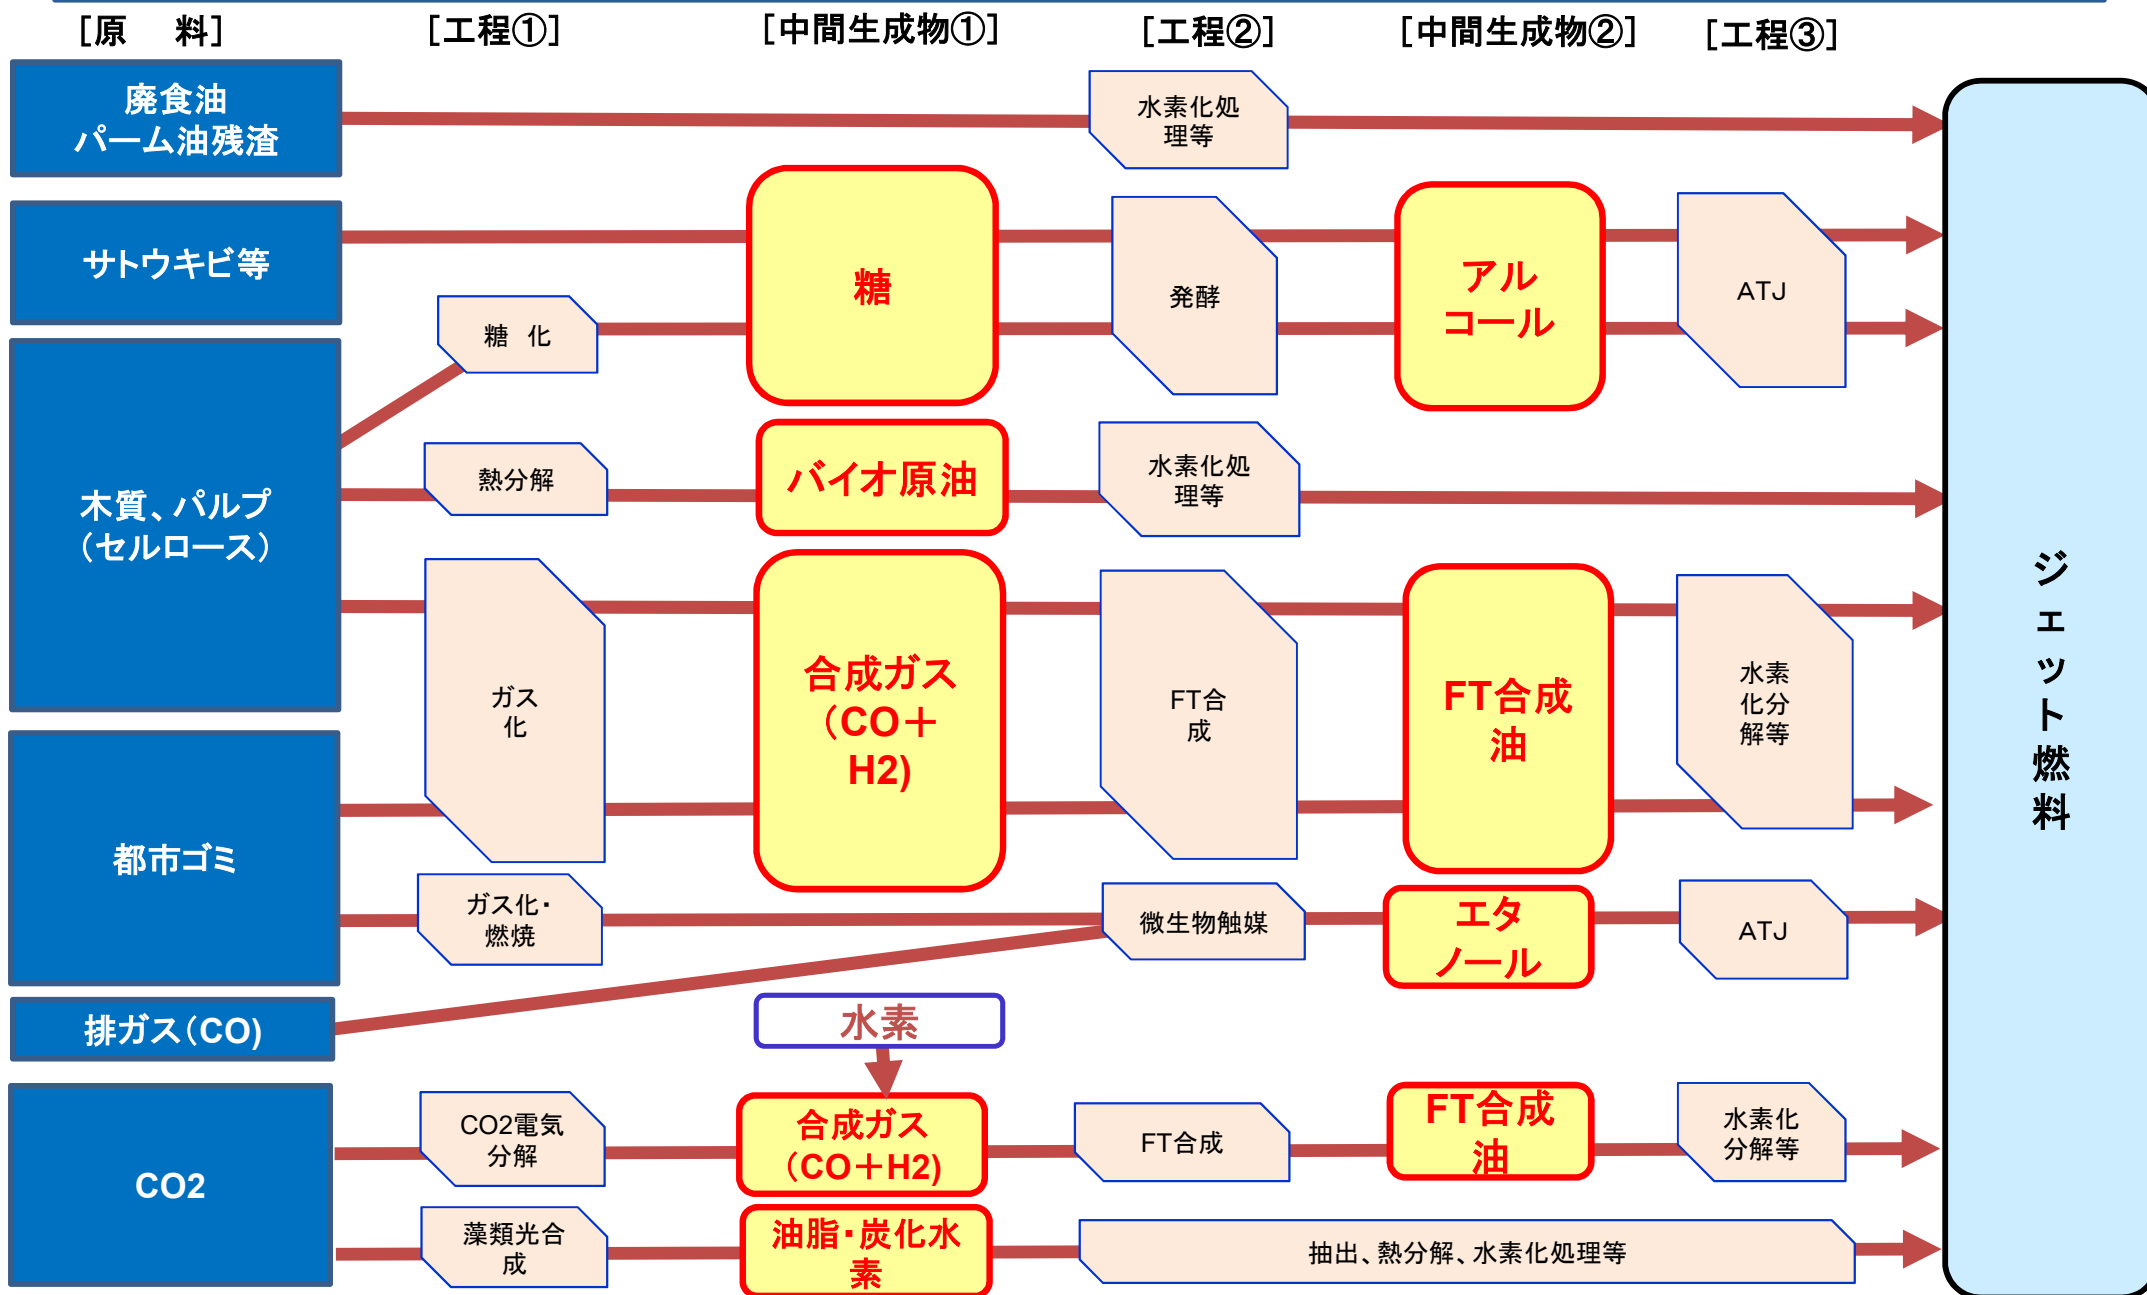 [原　料]
[工程①]
[中間生成物①]
[工程②]
[中間生成物②]
[工程③]
廃食油
パーム油残渣
水素化処
理等
サトウキビ等
糖　化
糖
発酵
アル
コール
ATJ
木質、パルプ
（セルロース）
熱分解
バイオ原油
水素化処
理等
ガス
化
合成ガス
（CO＋
H2)
FT合
成
FT合成
油
水素
化分
解等
都市ゴミ
ガス化・
燃焼
微生物触媒
エタ
ノール
ATJ
排ガス（CO)
水素
CO2
CO2電気
分解
合成ガス
（CO＋H2)
FT合成
FT合成
油
水素化
分解等
藻類光合
成
油脂・炭化水
素
抽出、熱分解、水素化処理等
ジェット燃料